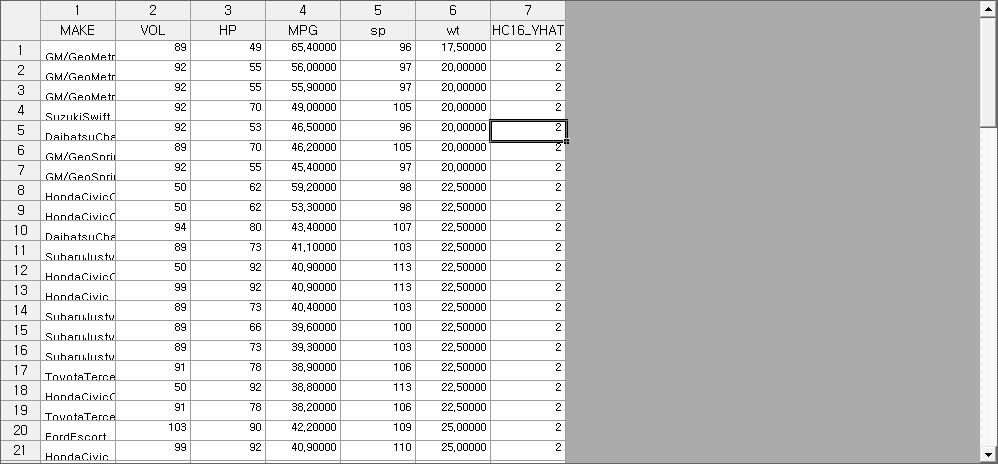 1 2 3 4 5 6 7
MAKE VOL HP MPG sp wt HC16_YHAT
1 GM/GeoMetr 89 49 65,40000 96 17,50000 2
2 GM/GeoMetr 92 55 56,00000 97 20,00000 2
3 GM/GeoMetr 92 55 55,90000 97 20,00000 2
4 SuzukiSwift 92 70 49,00000 105 20,00000 2
5 DaihatsuCha 92 53 46,50000 96 20,00000 2
6 GM/GeoSpri 89 70 46,20000 105 20,00000 2
7 GM/GeoSpri 92 55 45,40000 97 20,00000 2
8 HondaCivicC 50 62 59,20000 98 22,50000 2
9 HondaCivicC 50 62 53,30000 98 22,50000 2
10 DaihatsuCha 94 80 43,40000 107 22,50000 2
11 SubaruJusty 89 73 41,10000 103 22,50000 2
12 HondaCivicC 50 92 40,90000 113 22,50000 2
13 HondaCivic 99 92 40,90000 113 22,50000 2
14 SubaruJusty 89 73 40,40000 103 22,50000 2
15 SubaruJusty 89 66 39,60000 100 22,50000 2
16 SubaruJusty 89 73 39,30000 103 22,50000 2
17 ToyotaTerce 91 78 38,90000 106 22,50000 2
18 HondaCivicC 50 92 38,80000 113 22,50000 2
19 ToyotaTerce 91 78 38,20000 106 22,50000 2
20 FordEscort 103 90 42,20000 109 25,00000 2
21 HondaCivic 99 92 40,90000 110 25,00000 2